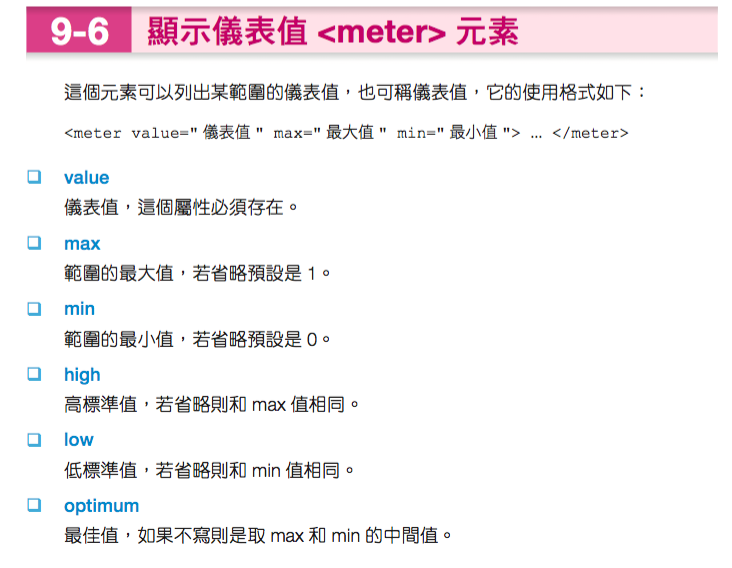 9-6 顯示儀表值 <meter> 元素
這個元素可以列出某範圍的儀表值，也可稱儀表值，它的使用格式如下：
<meter value=" 儀表值 " max=" 最大值 " min=" 最小值 "> … </meter>
❑ value
儀表值，這個屬性必須存在。
❑ max
範圍的最大值，若省略預設是 1。
❑ min
範圍的最小值，若省略預設是 0。
❑ high
高標準值，若省略則和 max 值相同。
❑ low
低標準值，若省略則和 min 值相同。
❑ optimum
最佳值，如果不寫則是取 max 和 min 的中間值。